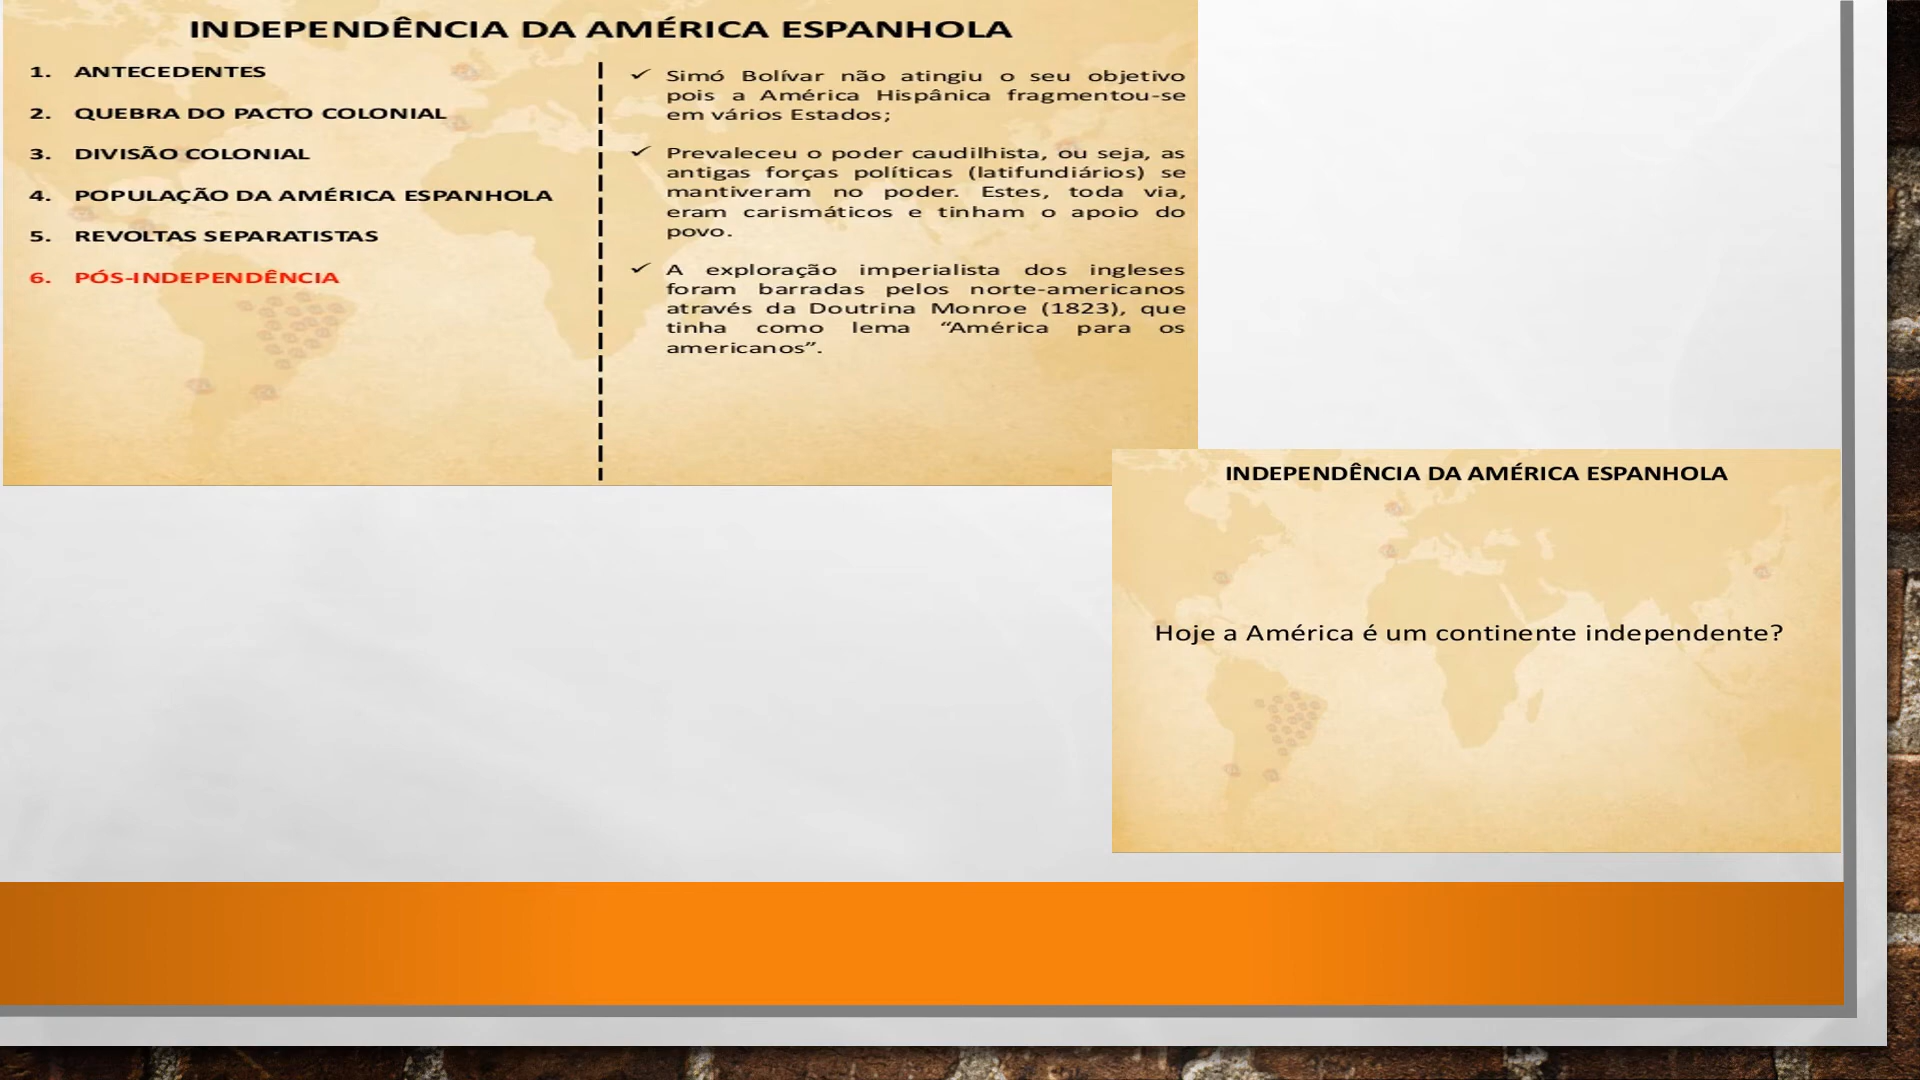 INDEPENDÊNCIA DA AMÉRICA ESPANHOLA
1. ANTECEDENTES
2. QUEBRA DO PACTO COLONIAL
3. DIVISÃO COLONIAL
4. POPULAÇÃO DA AMÉRICA ESPANHOLA
5. REVOLTAS SEPARATISTAS
6. PÓS-INDEPENDÊNCIA
✓ Simó Bolívar não atingiu o seu objetivo
pois a América Hispânica fragmentou-se
em vários Estados;
✓ Prevaleceu o poder caudilhista, ou seja, as
antigas forças políticas (latifundiários) se
mantiveram no poder. Estes, toda via,
eram carismáticos e tinham o apoio do
povo.
✓ A exploração imperialista dos ingleses
foram barradas pelos norte-americanos
através da Doutrina Monroe (1823), que
tinha como lema “América para os
americanos”.
INDEPENDÊNCIA DA AMÉRICA ESPANHOLA
Hoje a América é um continente independente?